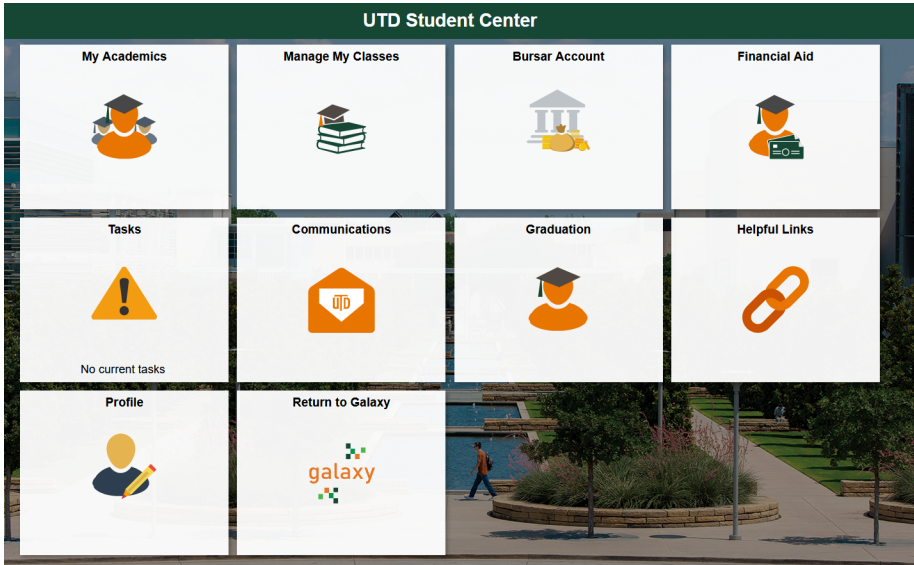 UTD Student Center
My Academics
Manage My Classes
Bursar Account
Financial Aid
Tasks
Communications
Graduation
Helpful Links
UTD
No current tasks
Profile
Return to Galaxy
galaxy